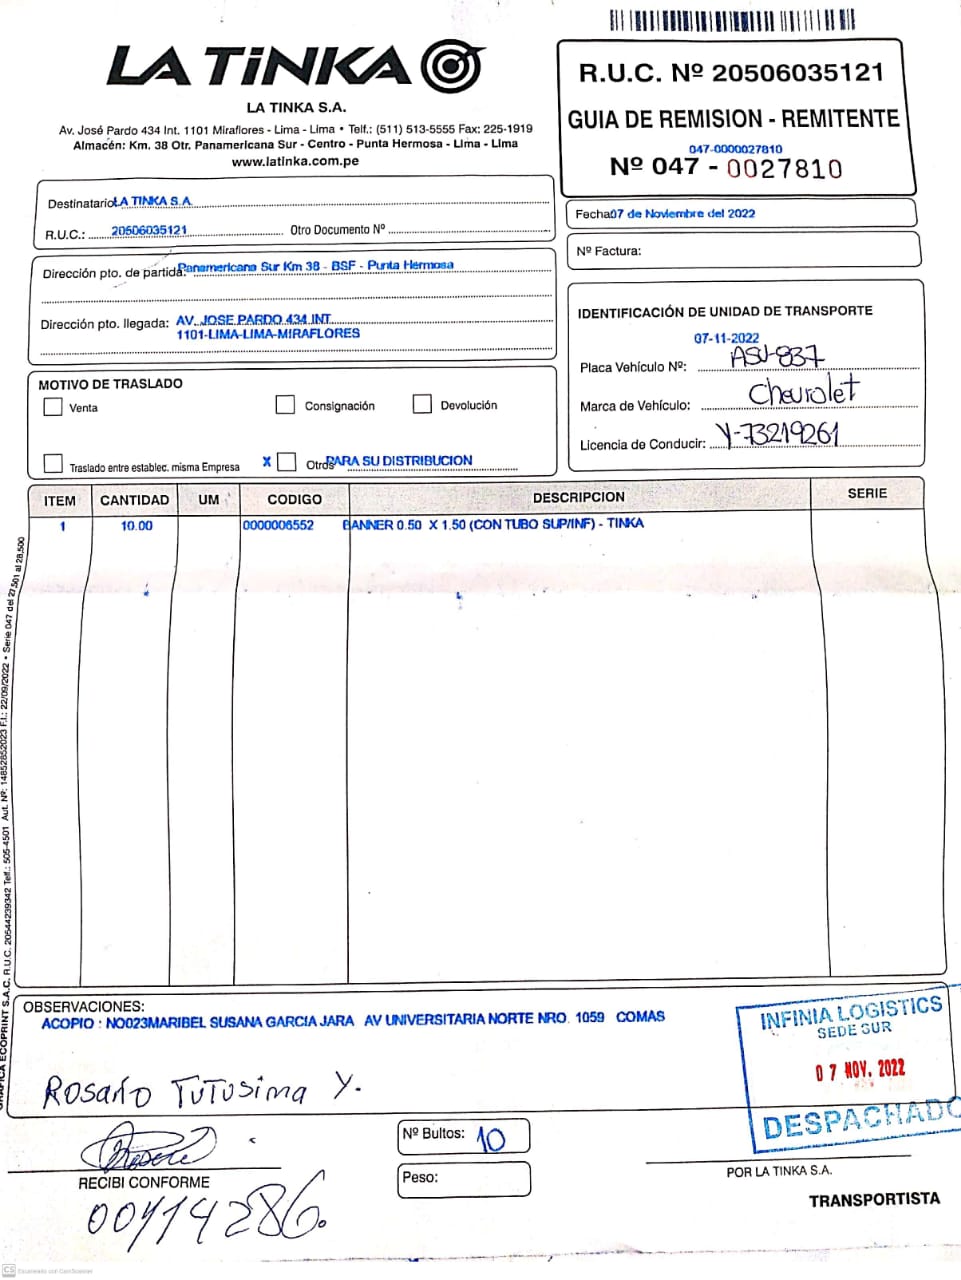 LA TiNKA
LA TINKA S.A.
Av. José Pardo 434 Int. 1101 Miraflores - Lima - Lima • Telf.: (511) 513-5555 Fax: 225-1919
Almacén: Km. 38 Otr. Panamericana Sur - Centro - Punta Hermosa - Lima - Lima
www.latinka.com.pe
R.U.C. Nº 20506035121
GUIA DE REMISION - REMITENTE
047-0000027810
Nº 047 - 0027810
Destinatario LA TINKA S.A.
R.U.C.: 20506035121 Otro Documento Nº
Fecha 07 de Noviembre del 2022
Nº Factura:
Dirección pto. de partida: Panamericana Sur Km 38 - BSF - Punta Hermosa
Dirección pto. llegada: AV. JOSE PARDO 434 INT.
1101-LIMA-LIMA-MIRAFLORES
IDENTIFICACIÓN DE UNIDAD DE TRANSPORTE
07-11-2022
Placa Vehículo Nº: ASU-837
Marca de Vehículo: Chevrolet
Licencia de Conducir: Y-73219261
MOTIVO DE TRASLADO
Venta Consignación Devolución
Traslado entre establec. misma Empresa X Otros PARA SU DISTRIBUCION
ITEM CANTIDAD UM CODIGO DESCRIPCION SERIE
1 10.00 0000006552 BANNER 0.50 X 1.50 (CON TUBO SUP/INF) - TINKA
GRAFICA ECOPRINT S.A.C. R.U.C. 20544239342 Telf.: 505-4501 Aut. Nº: 14852852023 F.I.: 22/09/2022 • Serie 047 del 27,501 al 28,500
OBSERVACIONES:
ACOPIO : NO023MARIBEL SUSANA GARCIA JARA AV UNIVERSITARIA NORTE NRO. 1059 COMAS
INFINIA LOGISTICS
SEDE SUR
07 NOV. 2022
DESPACHADO
Rosario Tutusima Y.
RECIBI CONFORME
00114286.
Nº Bultos: 10
Peso:
POR LA TINKA S.A.
TRANSPORTISTA
CS Escaneado con CamScanner